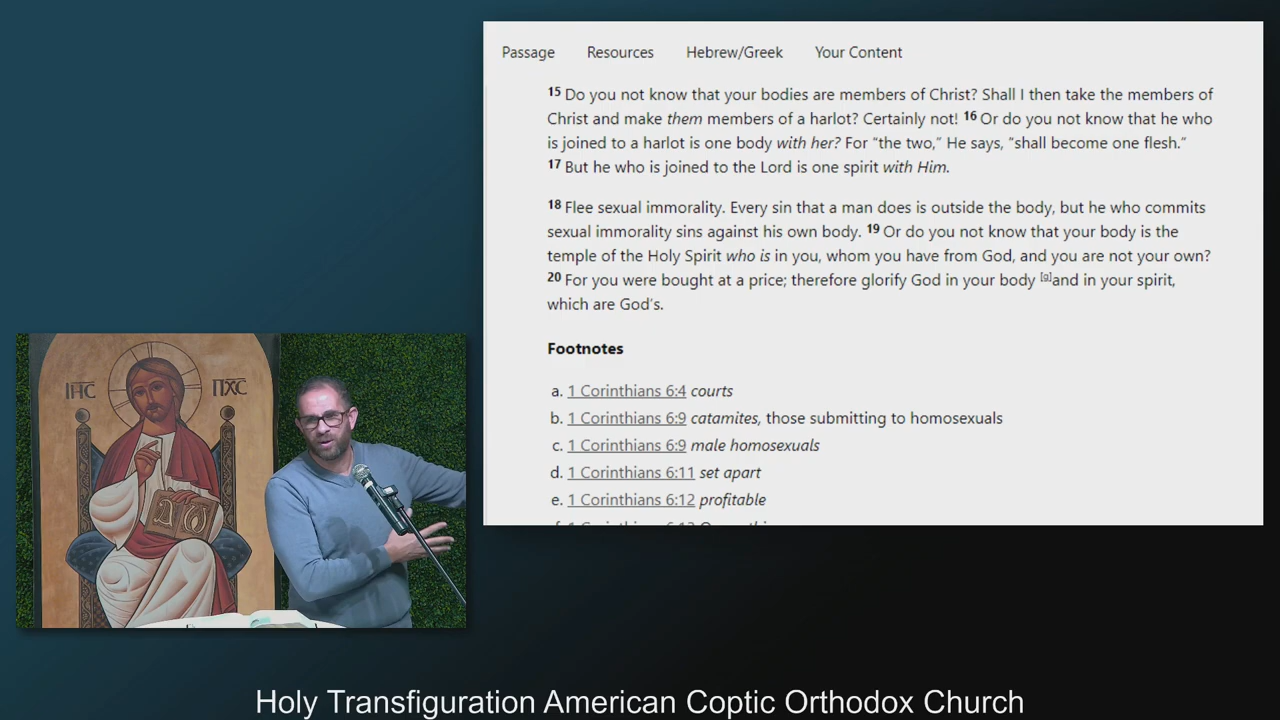 Passage Resources Hebrew/Greek Your Content
15 Do you not know that your bodies are members of Christ? Shall I then take the members of
Christ and make them members of a harlot? Certainly not! 16 Or do you not know that he who
is joined to a harlot is one body with her? For “the two,” He says, “shall become one flesh.”
17 But he who is joined to the Lord is one spirit with Him.
18 Flee sexual immorality. Every sin that a man does is outside the body, but he who commits
sexual immorality sins against his own body. 19 Or do you not know that your body is the
temple of the Holy Spirit who is in you, whom you have from God, and you are not your own?
20 For you were bought at a price; therefore glorify God in your body [g]and in your spirit,
which are God’s.
Footnotes
a. 1 Corinthians 6:4 courts
b. 1 Corinthians 6:9 catamites, those submitting to homosexuals
c. 1 Corinthians 6:9 male homosexuals
d. 1 Corinthians 6:11 set apart
e. 1 Corinthians 6:12 profitable
ΙΗC ΠΧC
Holy Transfiguration American Coptic Orthodox Church